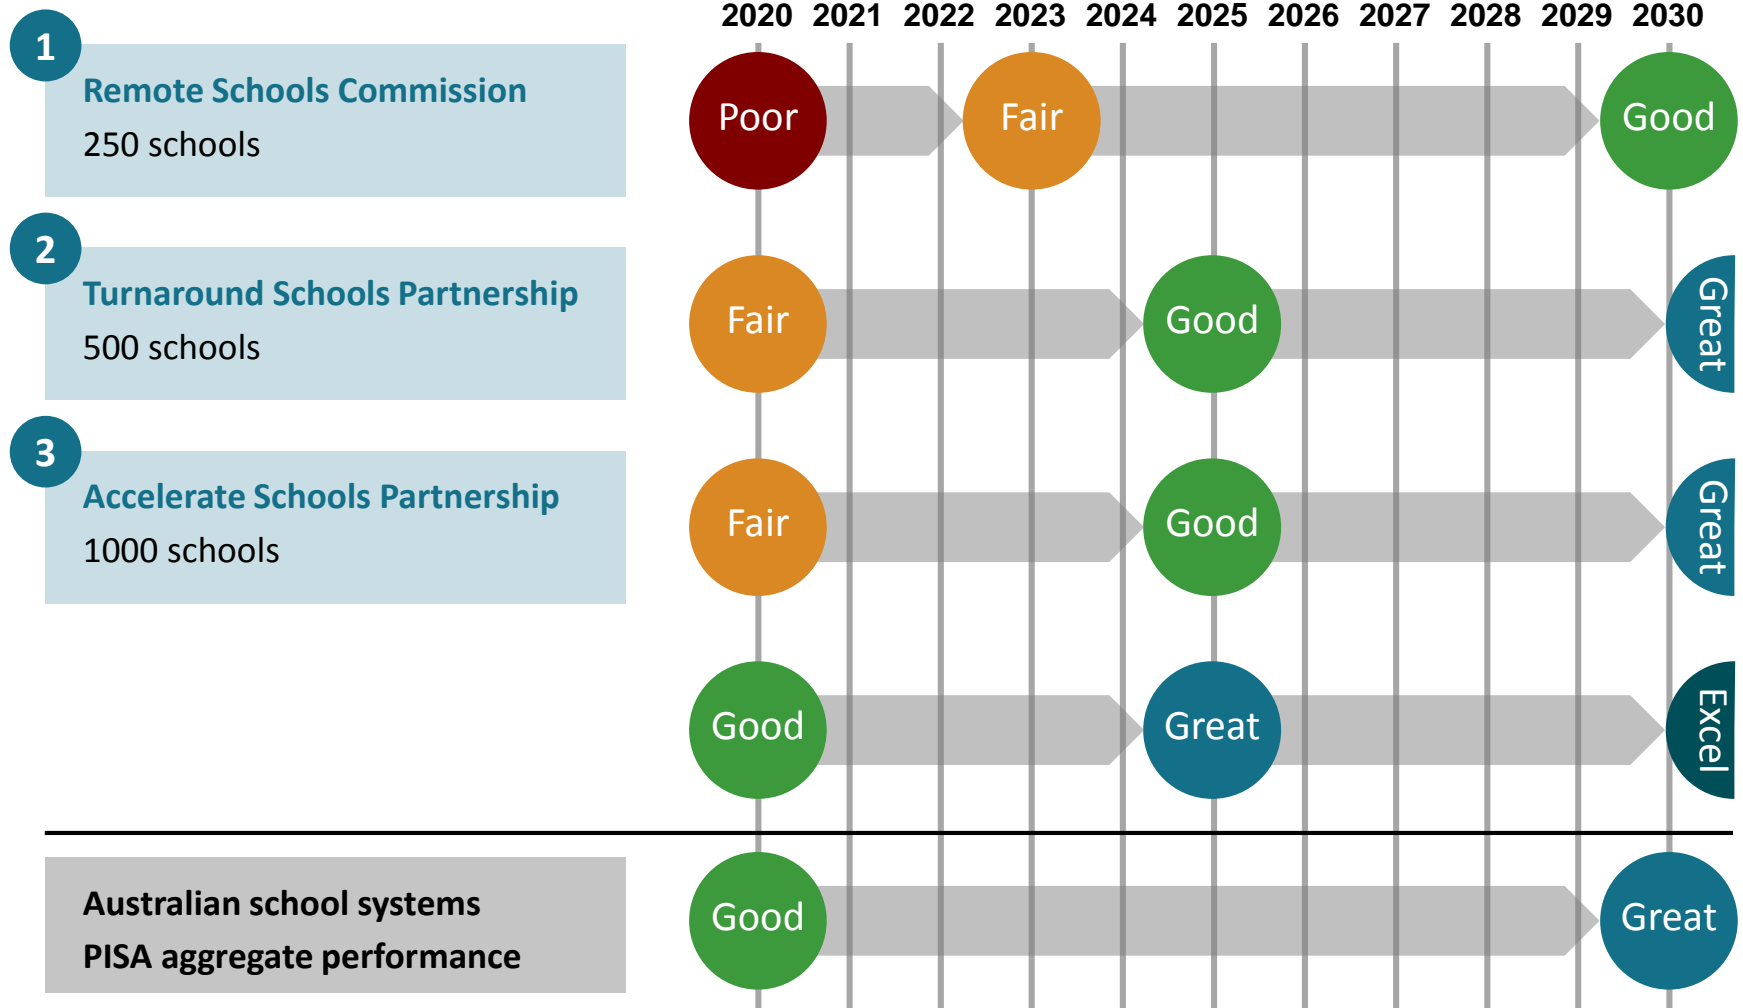 2020 2021 2022 2023 2024 2025 2026 2027 2028 2029 2030
1
Remote Schools Commission
250 schools
Poor
Fair
Good
2
Turnaround Schools Partnership
500 schools
Fair
Good
Great
3
Accelerate Schools Partnership
1000 schools
Fair
Good
Great
Good
Great
Excel
Australian school systems
PISA aggregate performance
Good
Great